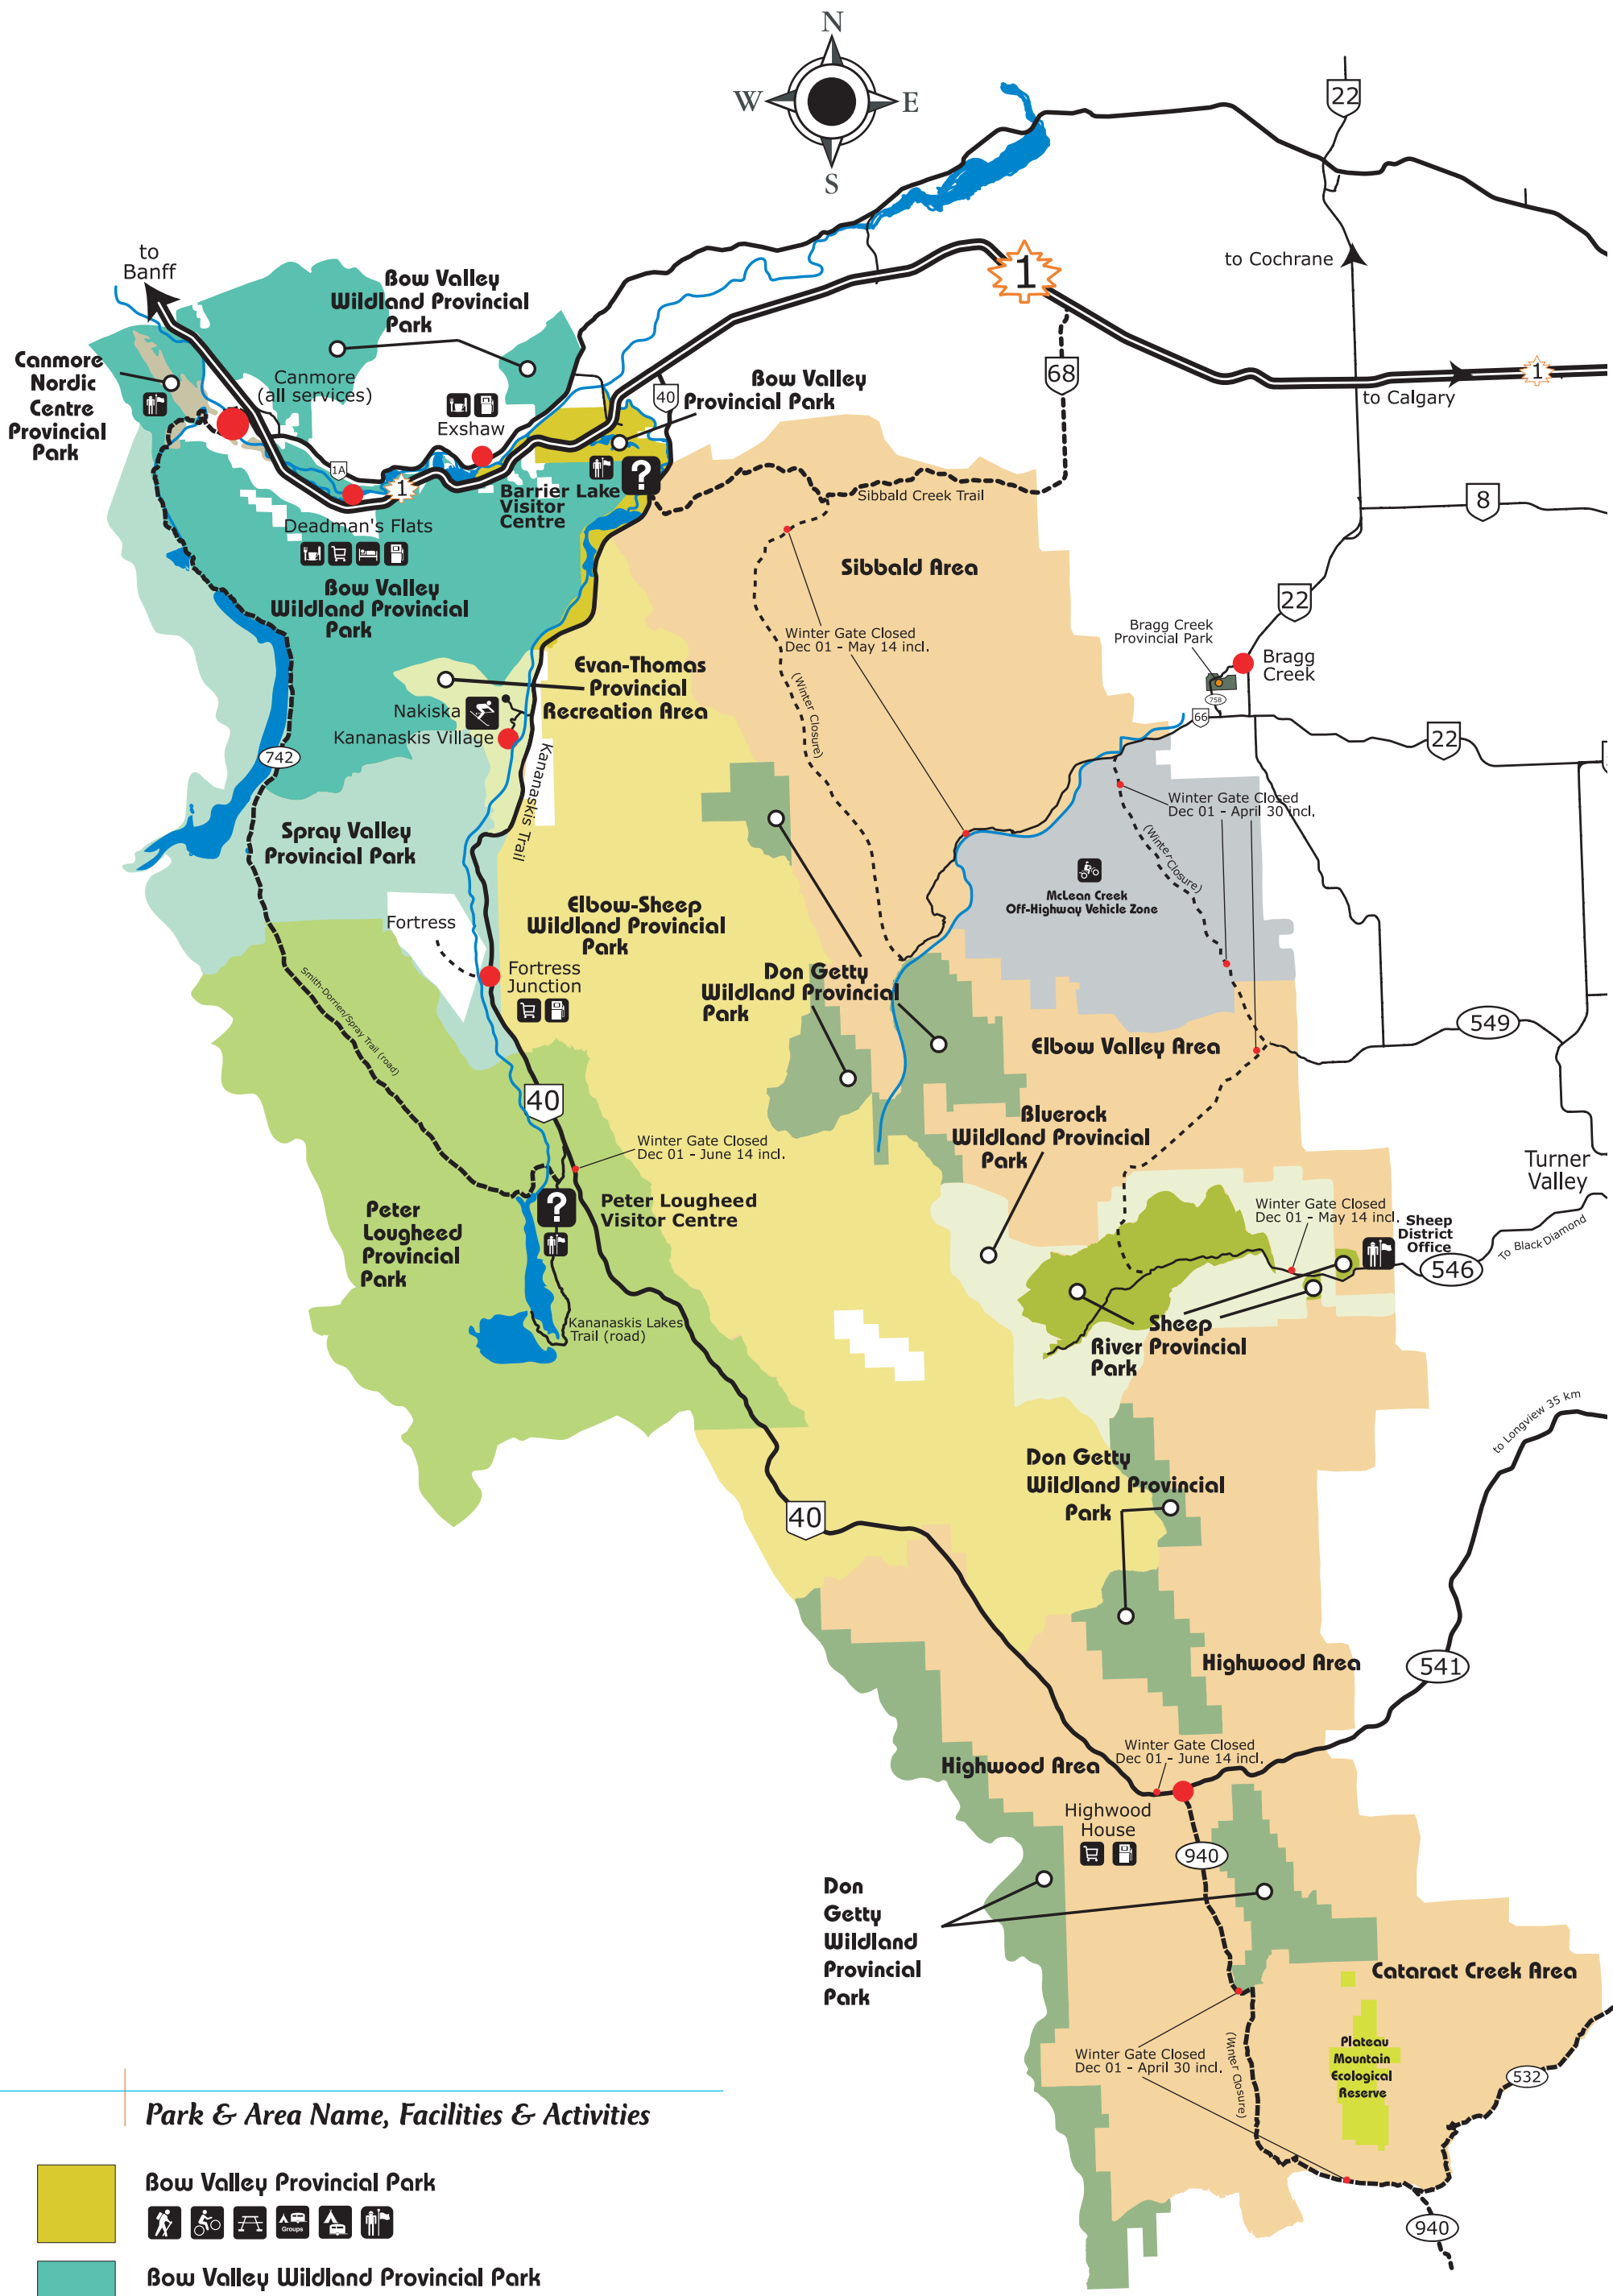 N
W
E
S
22
to
Banff
Bow Valley
Wildland Provincial
Park
1
to Cochrane
Canmore
Nordic
Centre
Provincial
Park
Canmore
(all services)
Exshaw
40
Bow Valley
Provincial Park
68
1
to Calgary
1A
1
?
Barrier Lake
Visitor
Centre
Sibbald Creek Trail
8
Deadman's Flats
Sibbald Area
Bow Valley
Wildland Provincial
Park
22
Winter Gate Closed
Dec 01 - May 14 incl.
Bragg Creek
Provincial Park
Bragg
Creek
Evan-Thomas
Provincial
Recreation Area
(Winter Closure)
758
66
Nakiska
Kananaskis Village
22
742
Kananaskis Trail
Winter Gate Closed
Dec 01 - April 30 incl.
Spray Valley
Provincial Park
(Winter Closure)
McLean Creek
Off-Highway Vehicle Zone
Elbow-Sheep
Wildland Provincial
Park
Fortress
Fortress
Junction
Don Getty
Wildland Provincial
Park
Smith-Dorrien/Spray Trail (road)
549
Elbow Valley Area
40
Bluerock
Wildland Provincial
Park
Winter Gate Closed
Dec 01 - June 14 incl.
Turner
Valley
?
Peter Lougheed
Visitor Centre
Peter
Lougheed
Provincial
Park
Winter Gate Closed
Dec 01 - May 14 incl.
Sheep
District
Office
546
To Black Diamond
Kananaskis Lakes
Trail (road)
Sheep
River Provincial
Park
to Longview 35 km
Don Getty
Wildland Provincial
Park
40
Highwood Area
541
Highwood Area
Winter Gate Closed
Dec 01 - June 14 incl.
Highwood
House
940
Don
Getty
Wildland
Provincial
Park
Cataract Creek Area
Plateau
Mountain
Ecological
Reserve
Winter Gate Closed
Dec 01 - April 30 incl.
(Winter Closure)
532
940
Park & Area Name, Facilities & Activities
Bow Valley Provincial Park
Groups
Bow Valley Wildland Provincial Park